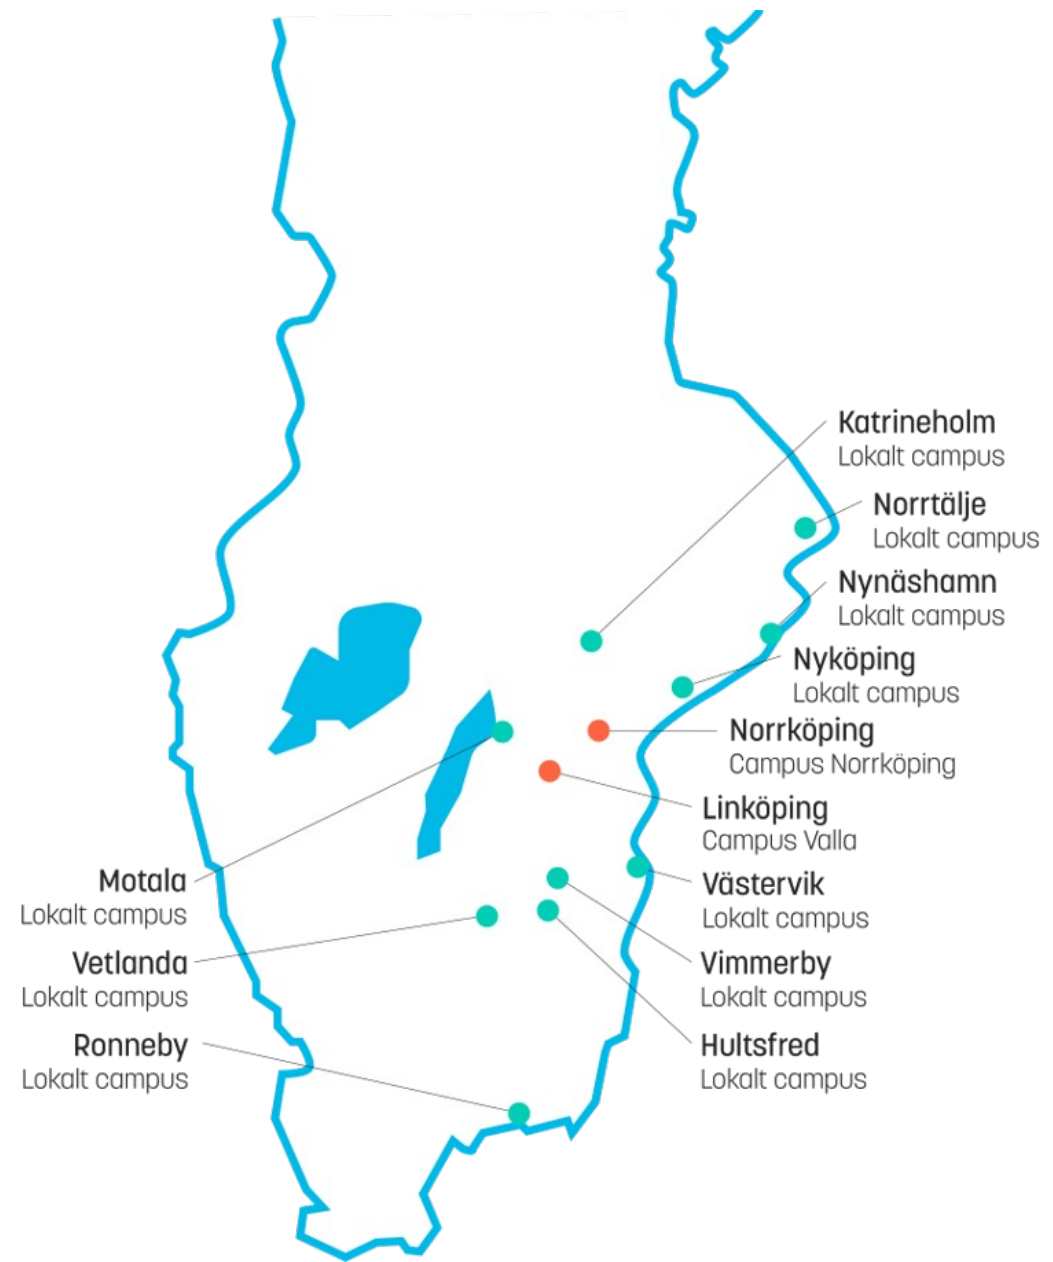 Katrineholm
Lokalt campus
Norrtälje
Lokalt campus
Nynäshamn
Lokalt campus
Nyköping
Lokalt campus
Norrköping
Campus Norrköping
Linköping
Campus Valla
Västervik
Lokalt campus
Vimmerby
Lokalt campus
Hultsfred
Lokalt campus
Motala
Lokalt campus
Vetlanda
Lokalt campus
Ronneby
Lokalt campus